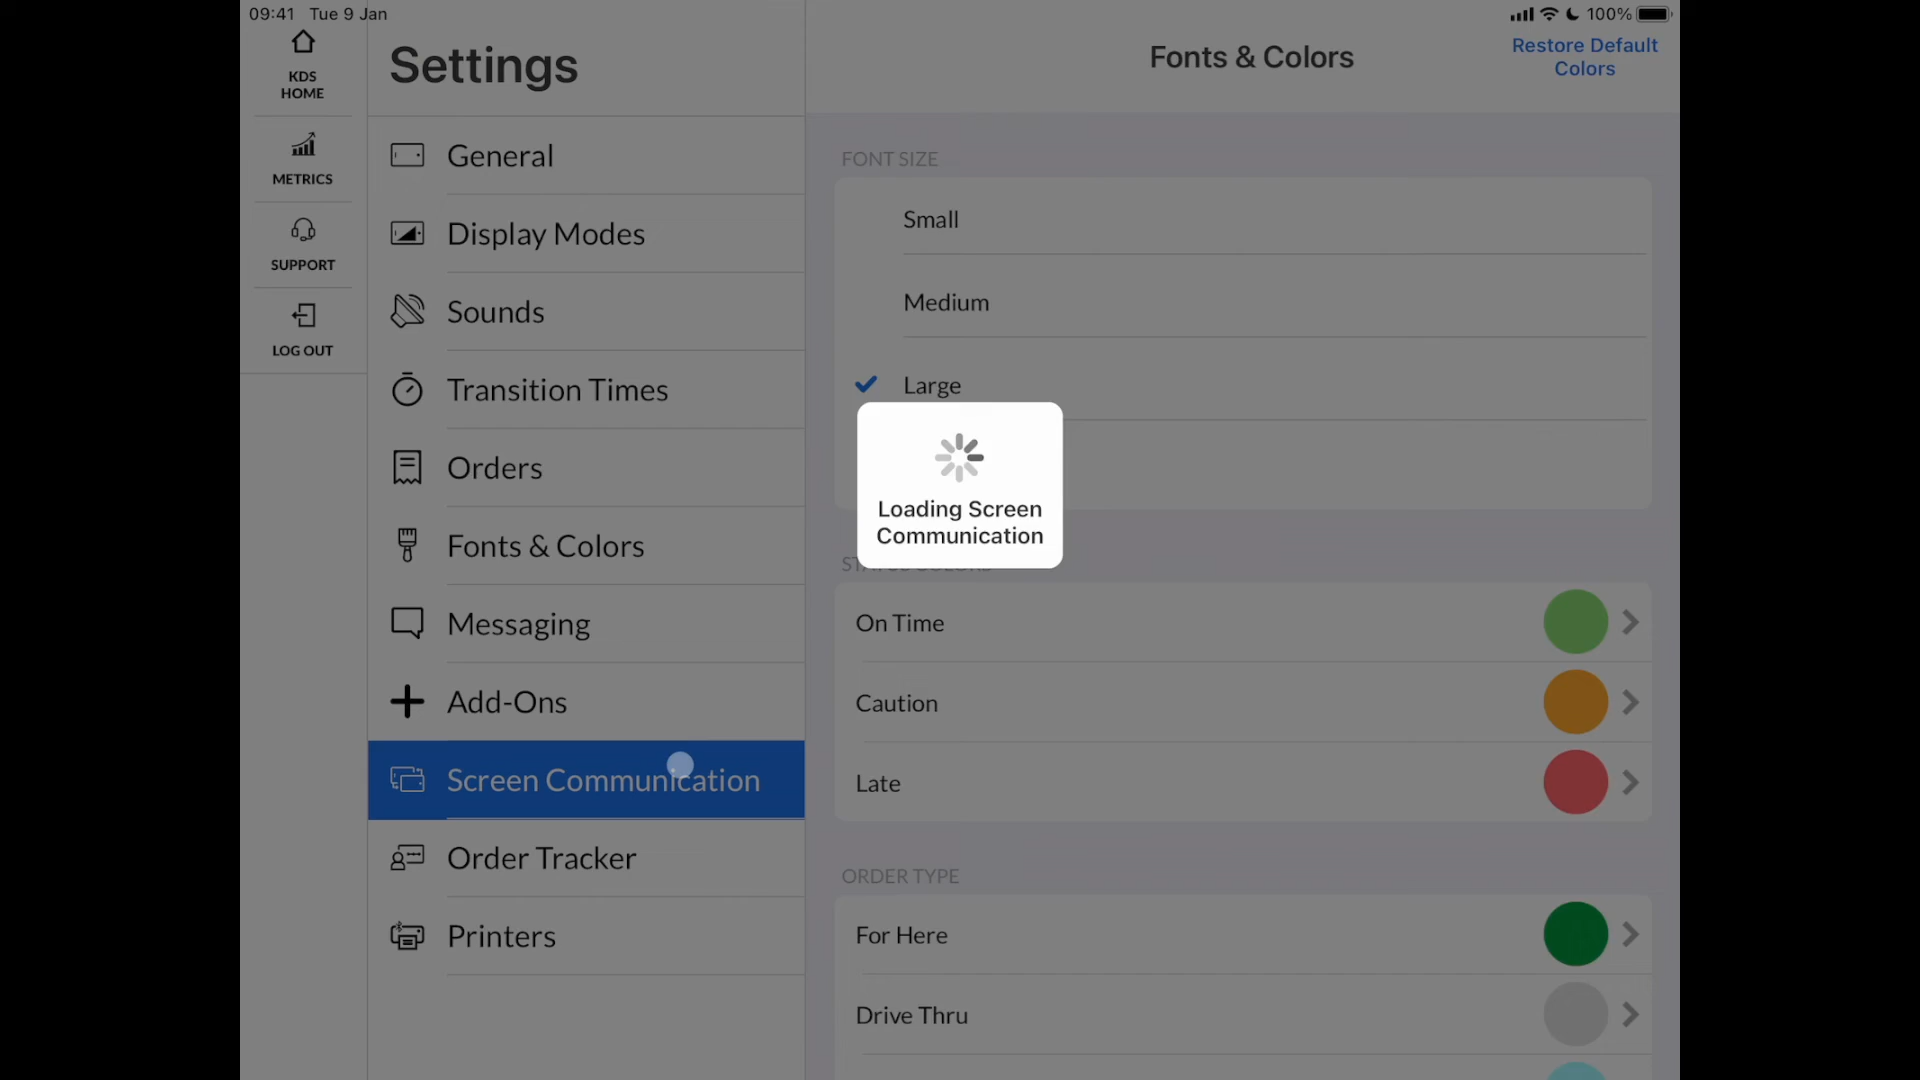 09:41 Tue 9 Jan
100%
KDS
HOME
METRICS
SUPPORT
LOG OUT
Settings
General
Display Modes
Sounds
Transition Times
Orders
Fonts & Colors
Messaging
Add-Ons
Screen Communication
Order Tracker
Printers
Fonts & Colors
Restore Default
Colors
FONT SIZE
Small
Medium
Large
Loading Screen
Communication
On Time
Caution
Late
ORDER TYPE
For Here
Drive Thru